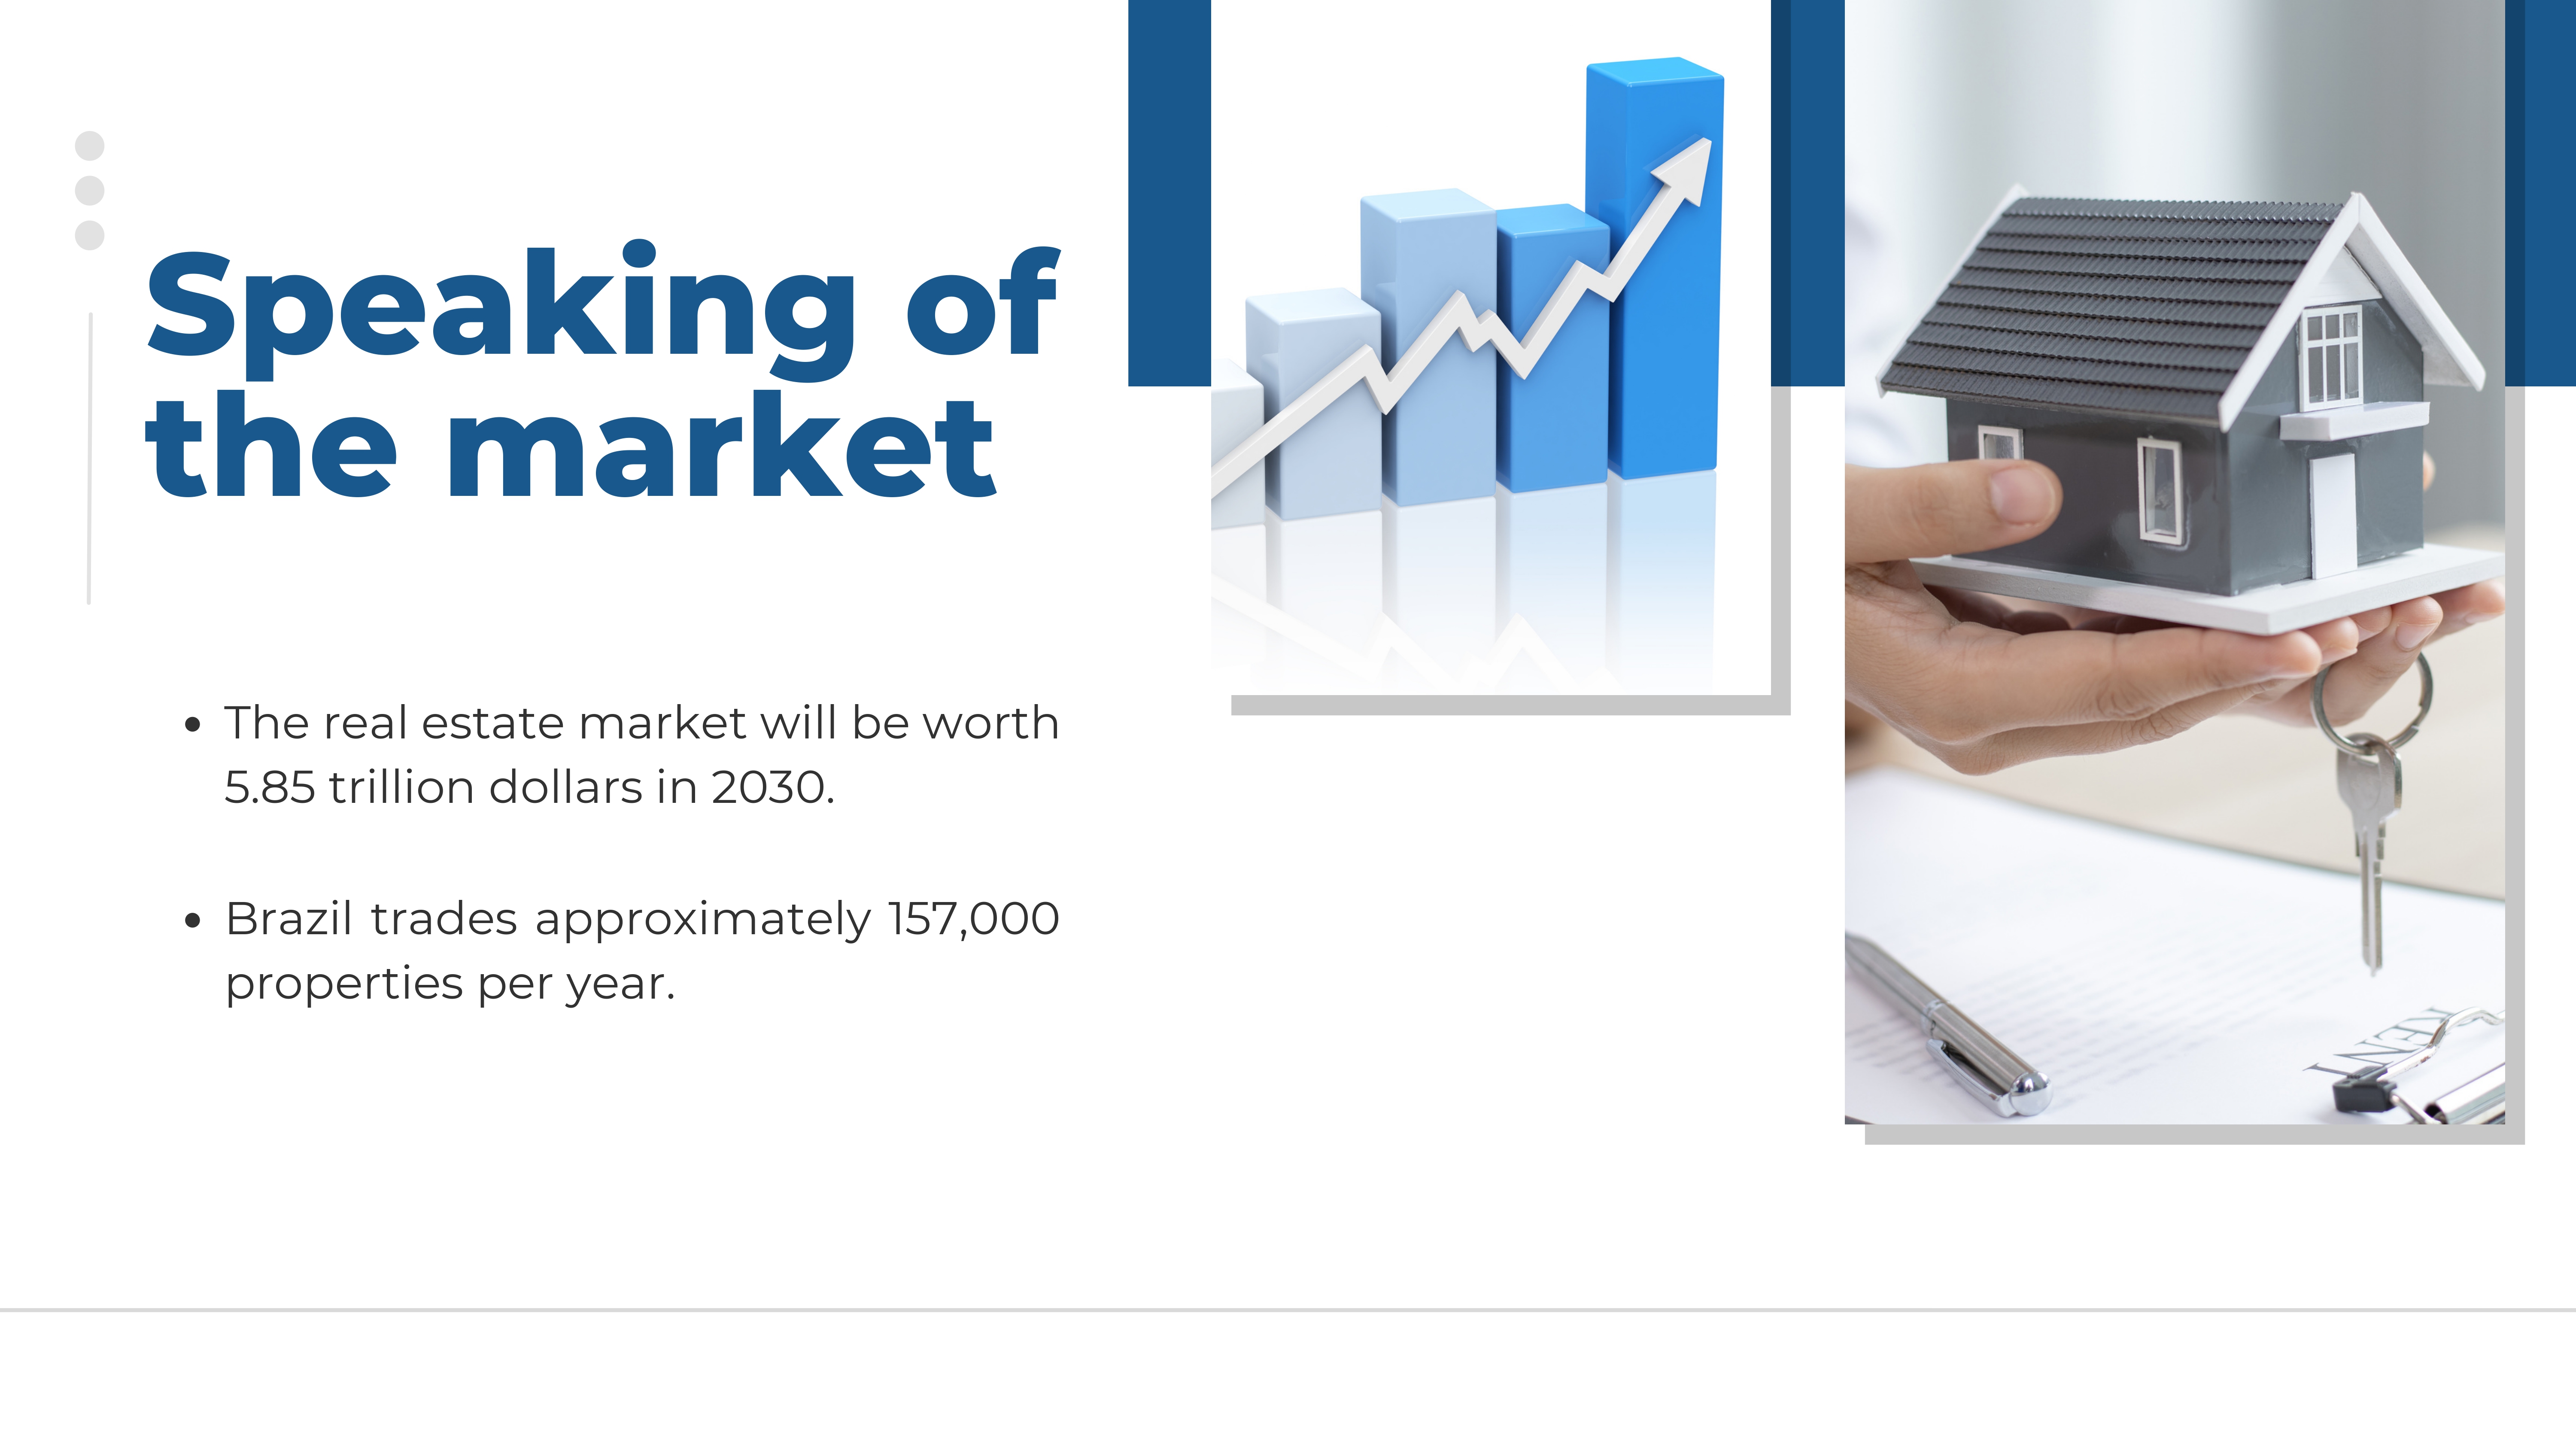 Speaking of
the market
• The real estate market will be worth
5.85 trillion dollars in 2030.
• Brazil trades approximately 157,000
properties per year.